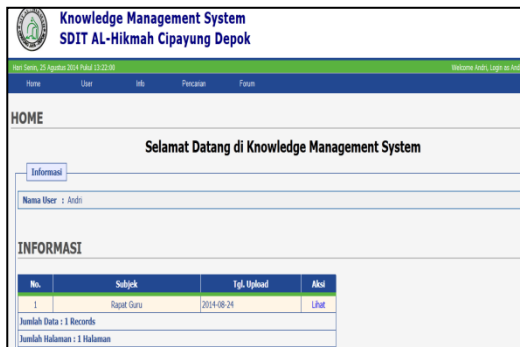 Knowledge Management System
SDIT AL-Hikmah Cipayung Depok
Hari Senin, 25 Agustus 2014 Pukul 13:22:00 Welcome Andri, Login as
Home User Info Pencarian Forum
HOME
Selamat Datang di Knowledge Management System
Informasi
Nama User : Andri
INFORMASI
No. Subjek Tgl. Upload Aksi
1 Rapat Guru 2014-08-24 Lihat
Jumlah Data : 1 Records
Jumlah Halaman : 1 Halaman